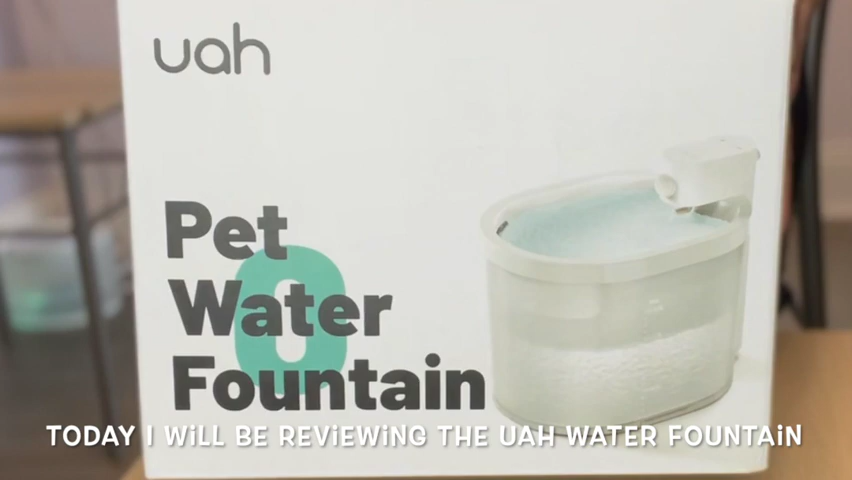 uah
Pet
Water
Fountain
TODAY I WiLL BE REViEWiNG THE UAH WATER FOUNTAiN